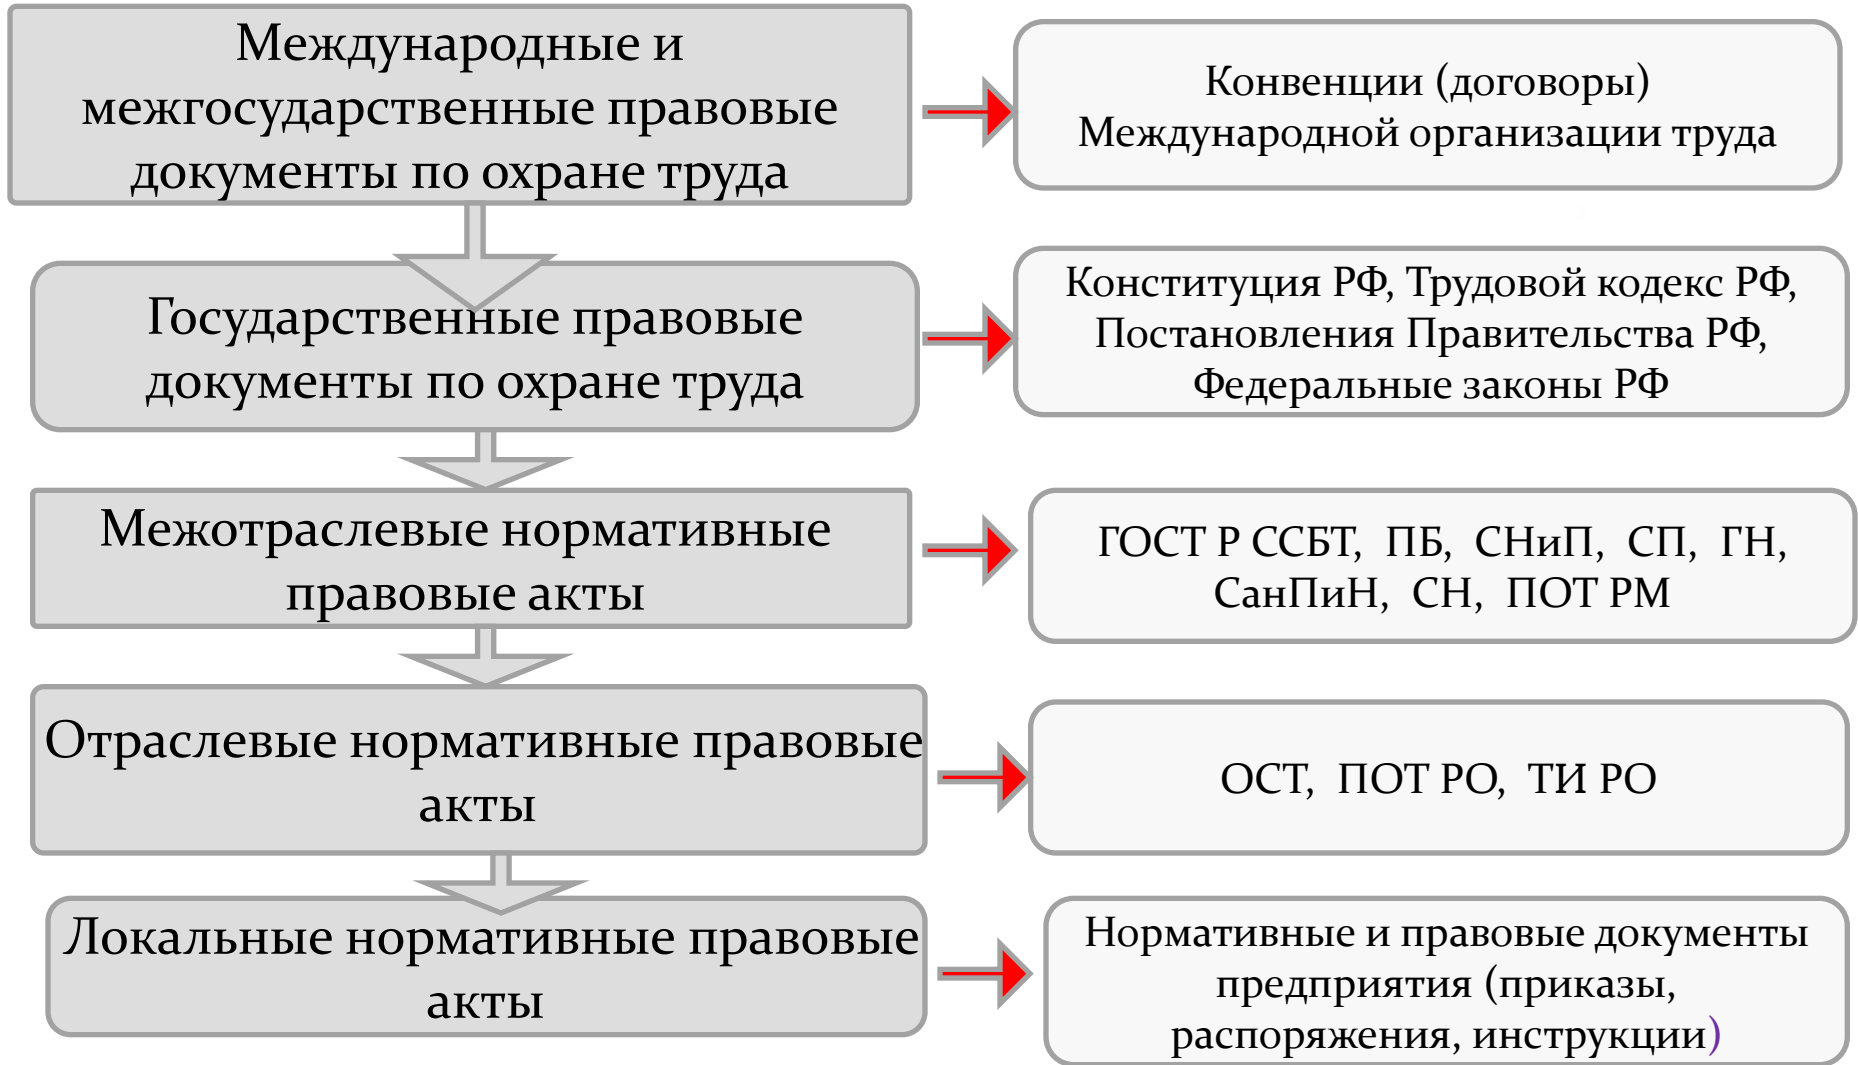 Международные и
межгосударственные правовые
документы по охране труда
Конвенции (договоры)
Международной организации труда
Государственные правовые
документы по охране труда
Конституция РФ, Трудовой кодекс РФ,
Постановления Правительства РФ,
Федеральные законы РФ
Межотраслевые нормативные
правовые акты
ГОСТ Р ССБТ, ПБ, СНиП, СП, ГН,
СанПиН, СН, ПОТ РМ
Отраслевые нормативные правовые
акты
ОСТ, ПОТ РО, ТИ РО
Локальные нормативные правовые
акты
Нормативные и правовые документы
предприятия (приказы,
распоряжения, инструкции)